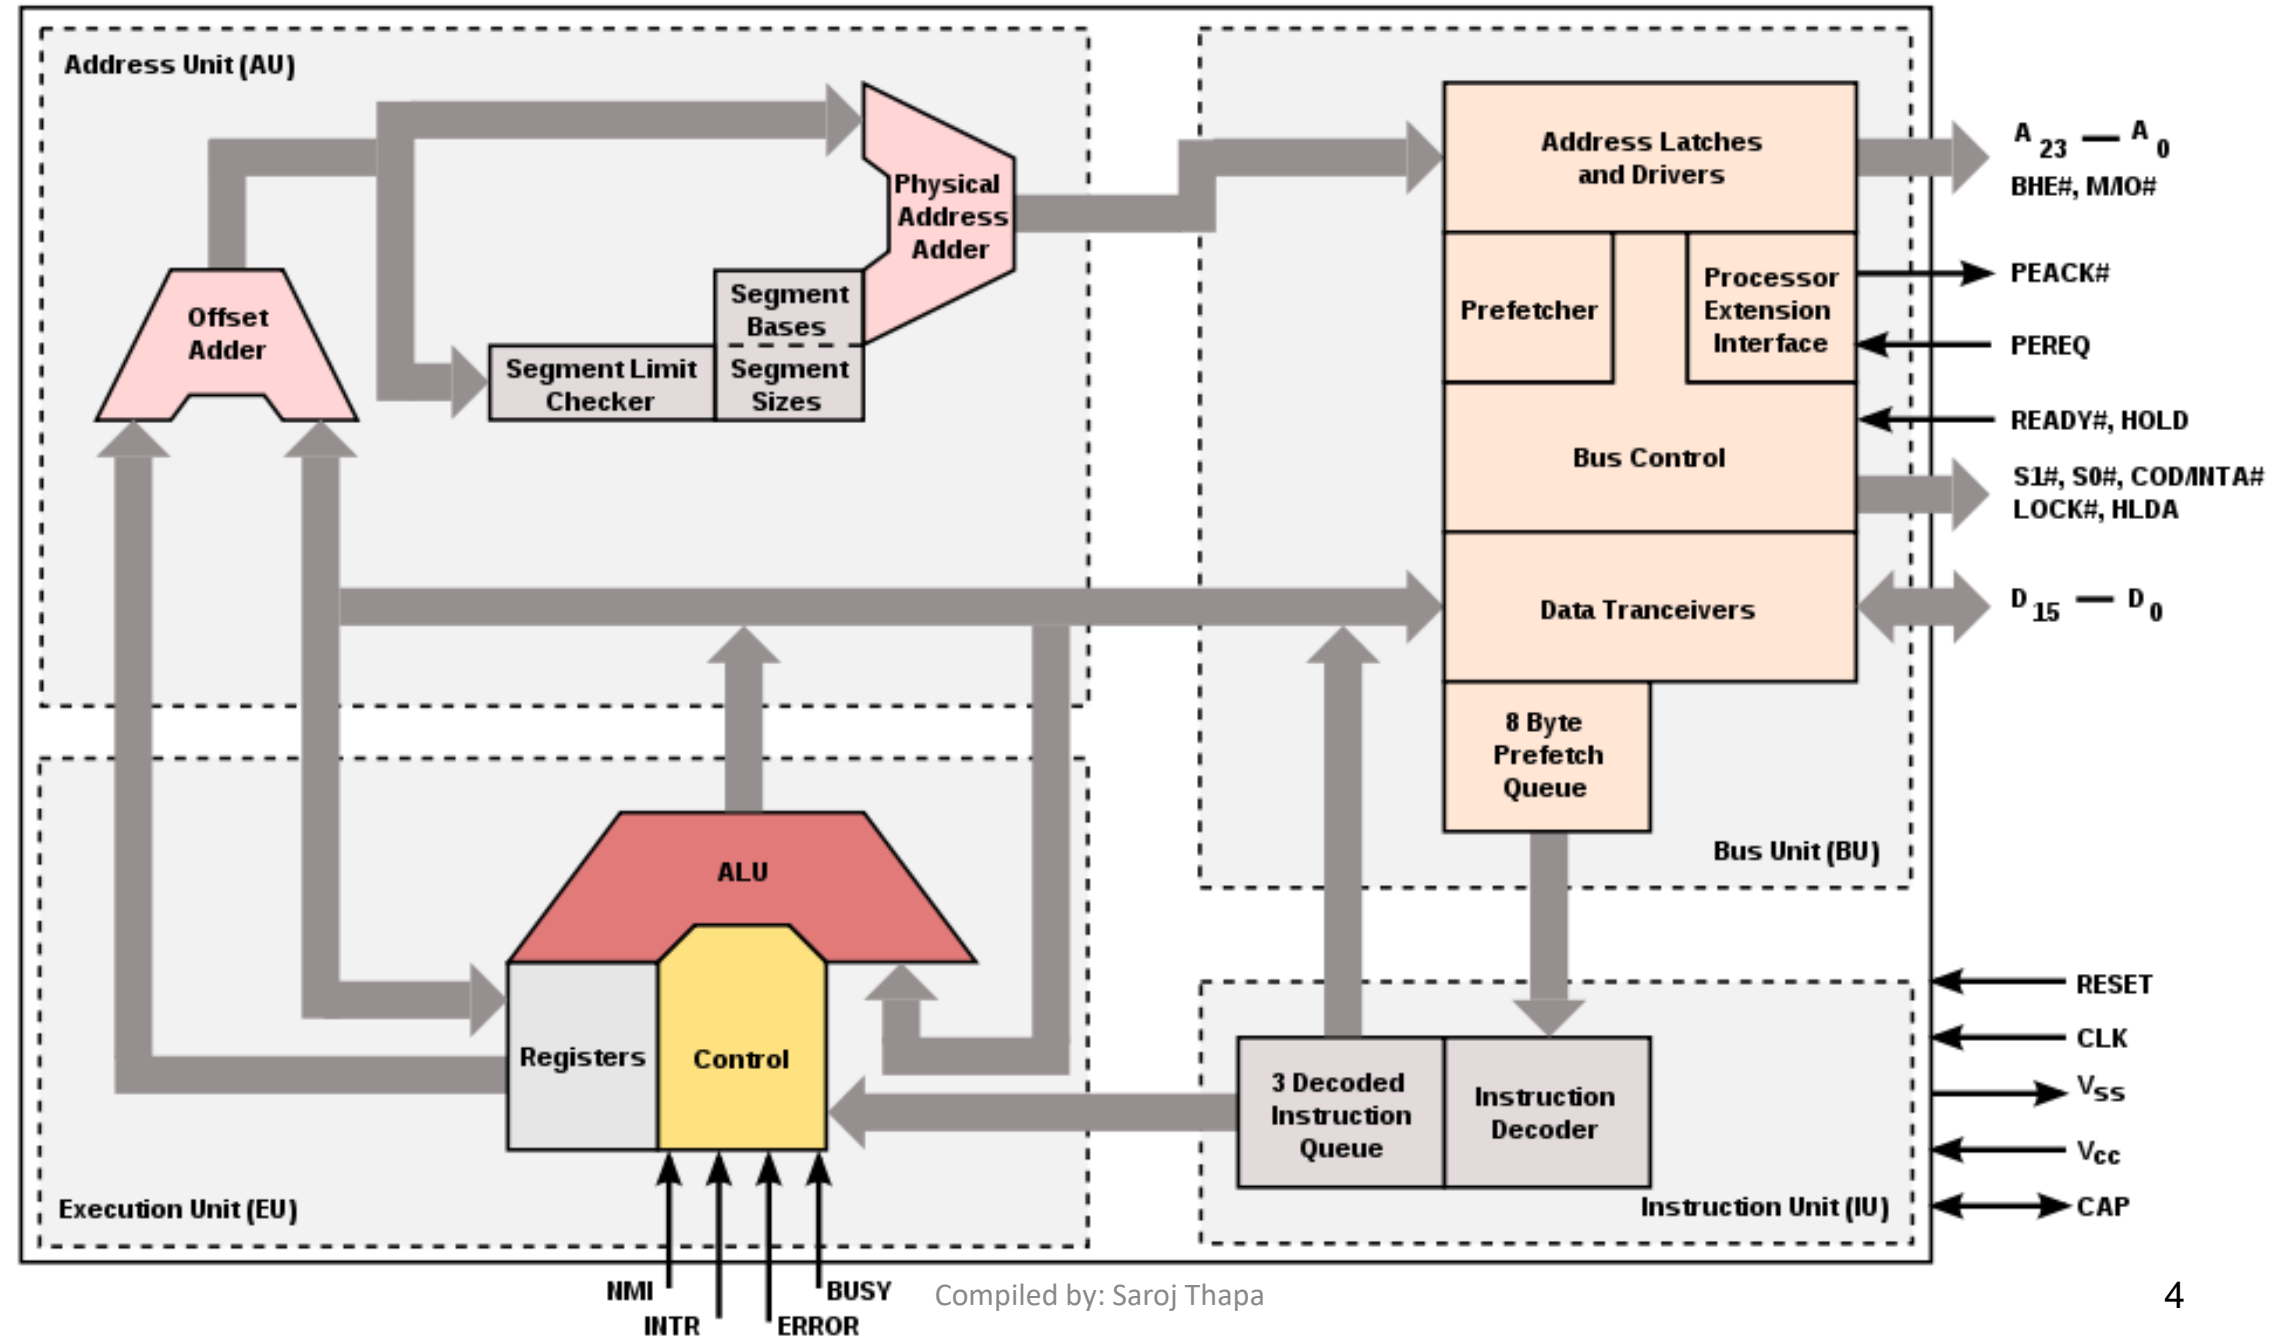 Address Unit (AU)
Offset
Adder
Physical
Address
Adder
Segment
Bases
Segment Limit
Checker
Segment
Sizes
Address Latches
and Drivers
Prefetcher
Processor
Extension
Interface
Bus Control
Data Tranceivers
8 Byte
Prefetch
Queue
Bus Unit (BU)
A 23 — A 0
BHE#, M/IO#
PEACK#
PEREQ
READY#, HOLD
S1#, S0#, COD/INTA#
LOCK#, HLDA
D 15 — D 0
ALU
Registers
Control
Execution Unit (EU)
3 Decoded
Instruction
Queue
Instruction
Decoder
Instruction Unit (IU)
RESET
CLK
Vss
Vcc
CAP
NMI
INTR
ERROR
BUSY
Compiled by: Saroj Thapa
4